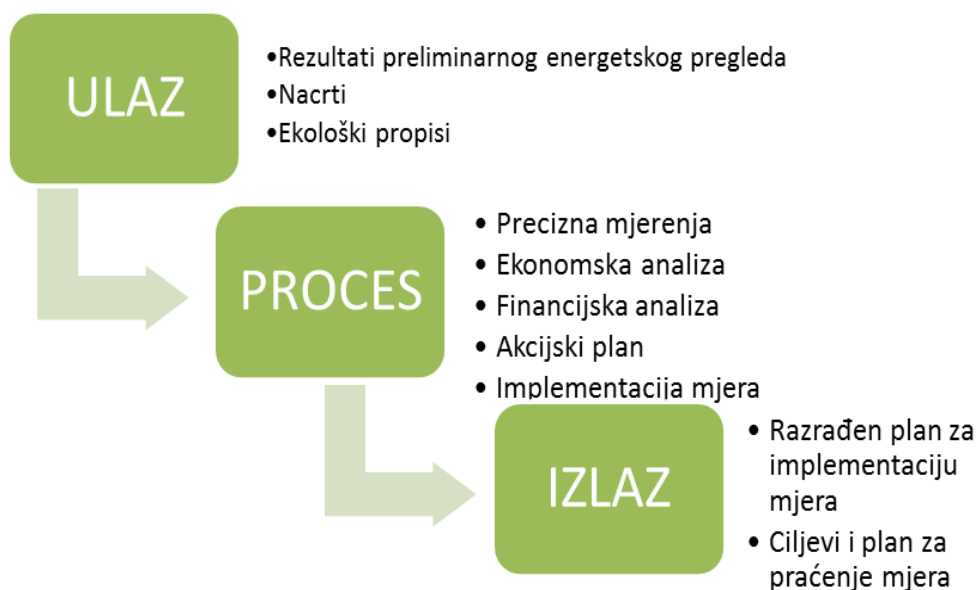 ULAZ
•Rezultati preliminarnog energetskog pregleda
•Nacrti
•Ekološki propisi
PROCES
• Precizna mjerenja
• Ekonomska analiza
• Financijska analiza
• Akcijski plan
• Implementacija mjera
IZLAZ
• Razrađen plan za
implementaciju
mjera
• Ciljevi i plan za
praćenje mjera